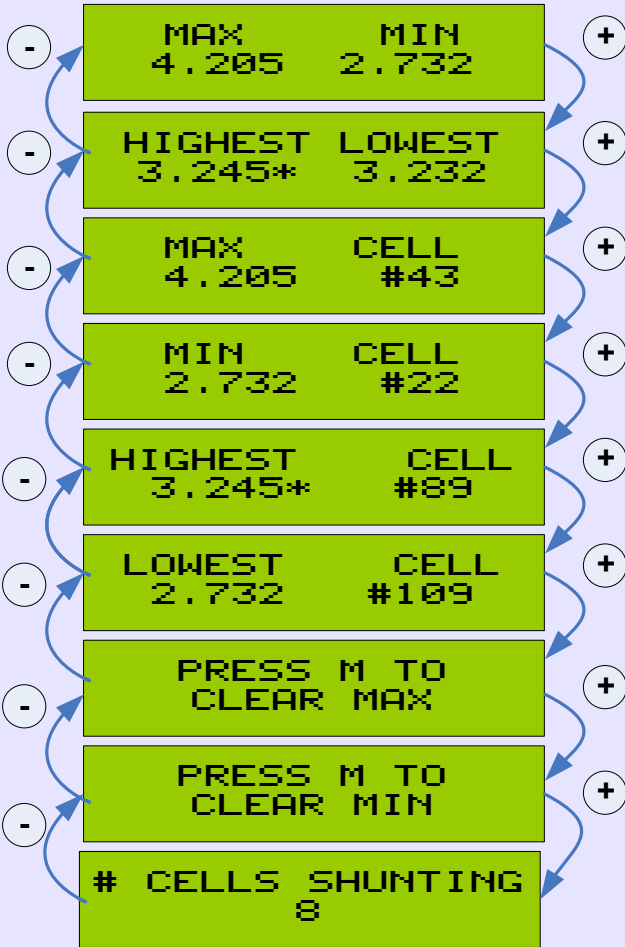 MAX MIN
4.205 2.732
- +
HIGHEST LOWEST
3.245* 3.232
- +
MAX CELL
4.205 #43
- +
MIN CELL
2.732 #22
- +
HIGHEST CELL
3.245* #89
- +
LOWEST CELL
2.732 #109
- +
PRESS M TO
CLEAR MAX
- +
PRESS M TO
CLEAR MIN
- +
# CELLS SHUNTING
8